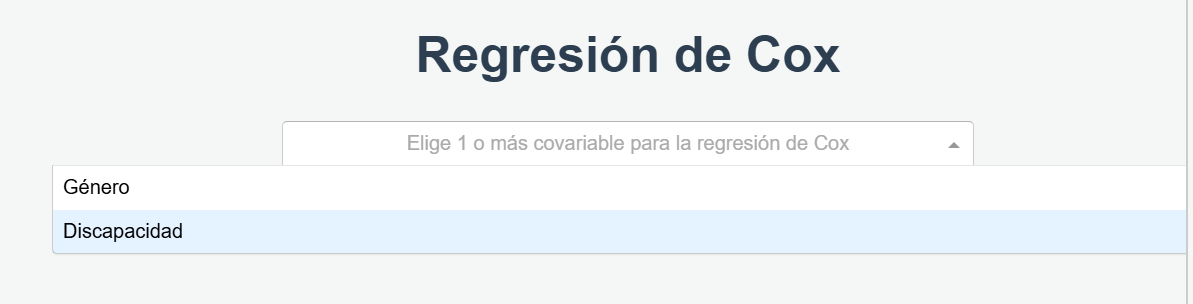 Regresión de Cox
Elige 1 o más covariable para la regresión de Cox
Género
Discapacidad